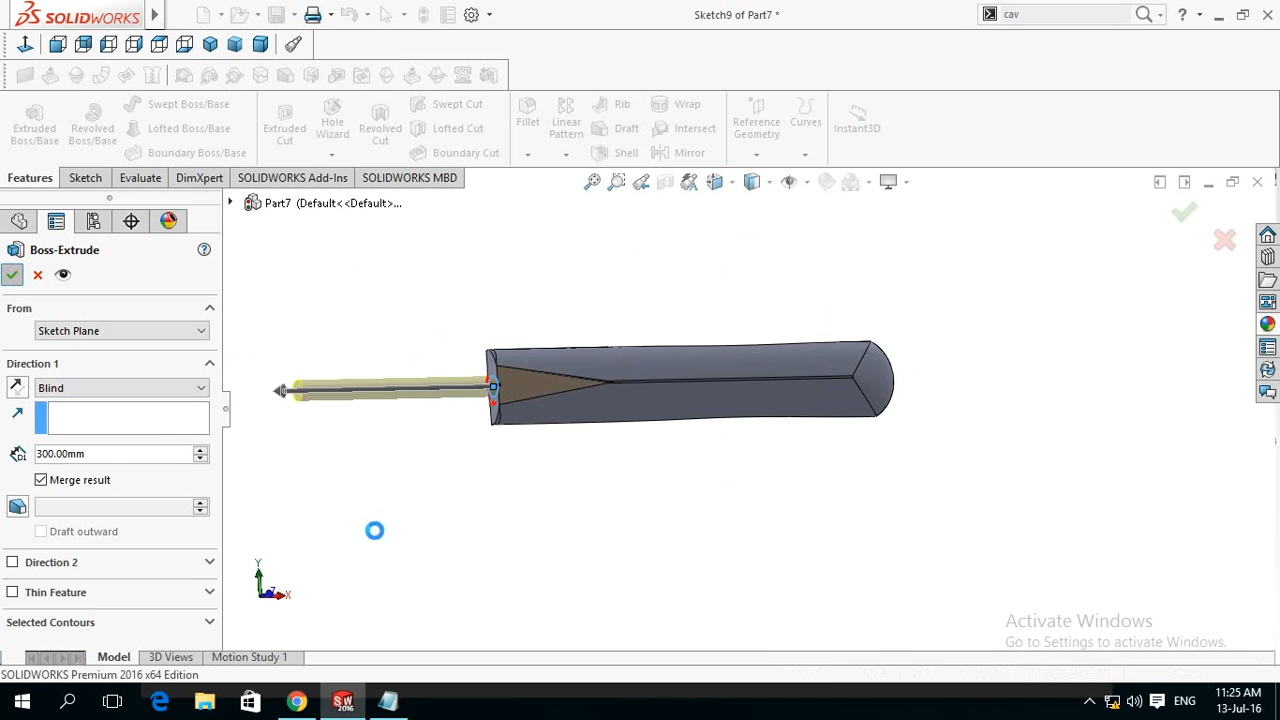 SOLIDWORKS
Sketch9 of Part7 *
cav
Extruded Boss/Base
Revolved Boss/Base
Swept Boss/Base
Lofted Boss/Base
Boundary Boss/Base
Extruded Cut
Hole Wizard
Revolved Cut
Swept Cut
Lofted Cut
Boundary Cut
Fillet
Linear Pattern
Rib
Draft
Shell
Wrap
Intersect
Mirror
Reference Geometry
Curves
Instant3D
Features
Sketch
Evaluate
DimXpert
SOLIDWORKS Add-Ins
SOLIDWORKS MBD
Part7 (Default<<Default>...
Boss-Extrude
From
Sketch Plane
Direction 1
Blind
300.00mm
Merge result
Draft outward
Direction 2
Thin Feature
Selected Contours
Y
Z
X
Activate Windows
Go to Settings to activate Windows.
Model
3D Views
Motion Study 1
SOLIDWORKS Premium 2016 x64 Edition
SW
2016
ENG
11:25 AM
13-Jul-16